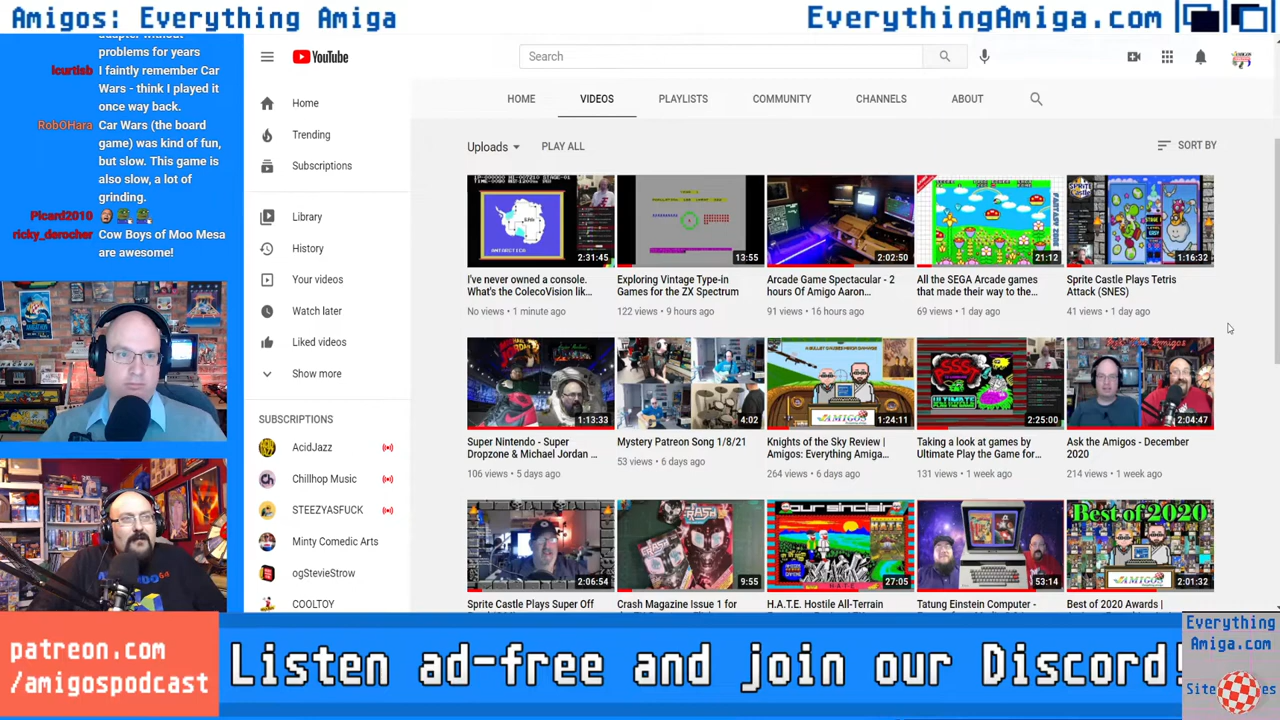 Amigos: Everything Amiga
EverythingAmiga.com
problems for years
lcurtisb I faintely remember Car
Wars - think I played it
once way back.
RobOHara Car Wars (the board
game) was kind of fun,
but slow. This game is
also slow, a lot of
grinding.
Picard2010
ricky_derocher Cow Boys of Moo Mesa
are awesome!
YouTube
Search
Home
Trending
Subscriptions
Library
History
Your videos
Watch later
Liked videos
Show more
SUBSCRIPTIONS
AcidJazz
Chillhop Music
STEEZYASFUCK
Minty Comedic Arts
ogStevieStrow
COOLTOY
HOME
VIDEOS
PLAYLISTS
COMMUNITY
CHANNELS
ABOUT
Uploads
PLAY ALL
SORT BY
ANTARCTICA
2:31:45
I've never owned a console.
What's the ColecoVision lik...
No views • 1 minute ago
13:55
Exploring Vintage Type-in
Games for the ZX Spectrum
122 views • 9 hours ago
2:02:50
Arcade Game Spectacular - 2
hours Of Amigo Aaron...
91 views • 16 hours ago
FANTASY ZONE
21:12
All the SEGA Arcade games
that made their way to the...
69 views • 1 day ago
1:16:32
Sprite Castle Plays Tetris
Attack (SNES)
41 views • 1 day ago
1:13:33
Super Nintendo - Super
Dropzone & Michael Jordan ...
106 views • 5 days ago
4:02
Mystery Patreon Song 1/8/21
53 views • 6 days ago
AMIGOS
1:24:11
Knights of the Sky Review |
Amigos: Everything Amiga...
264 views • 6 days ago
PSSST
ULTIMATE
2:25:00
Taking a look at games by
Ultimate Play the Game for...
131 views • 1 week ago
2:04:47
Ask the Amigos - December
2020
214 views • 1 week ago
2:06:54
Sprite Castle Plays Super Off
CRASH
9:55
Crash Magazine Issue 1 for
OUR SINCLAIR
H.A.T.E.
27:05
H.A.T.E. Hostile All-Terrain
53:14
Tatung Einstein Computer -
Best of 2020
AMIGOS
2:01:32
Best of 2020 Awards |
patreon.com
/amigospodcast
Listen ad-free and join our Discord!
Everything
Amiga.com